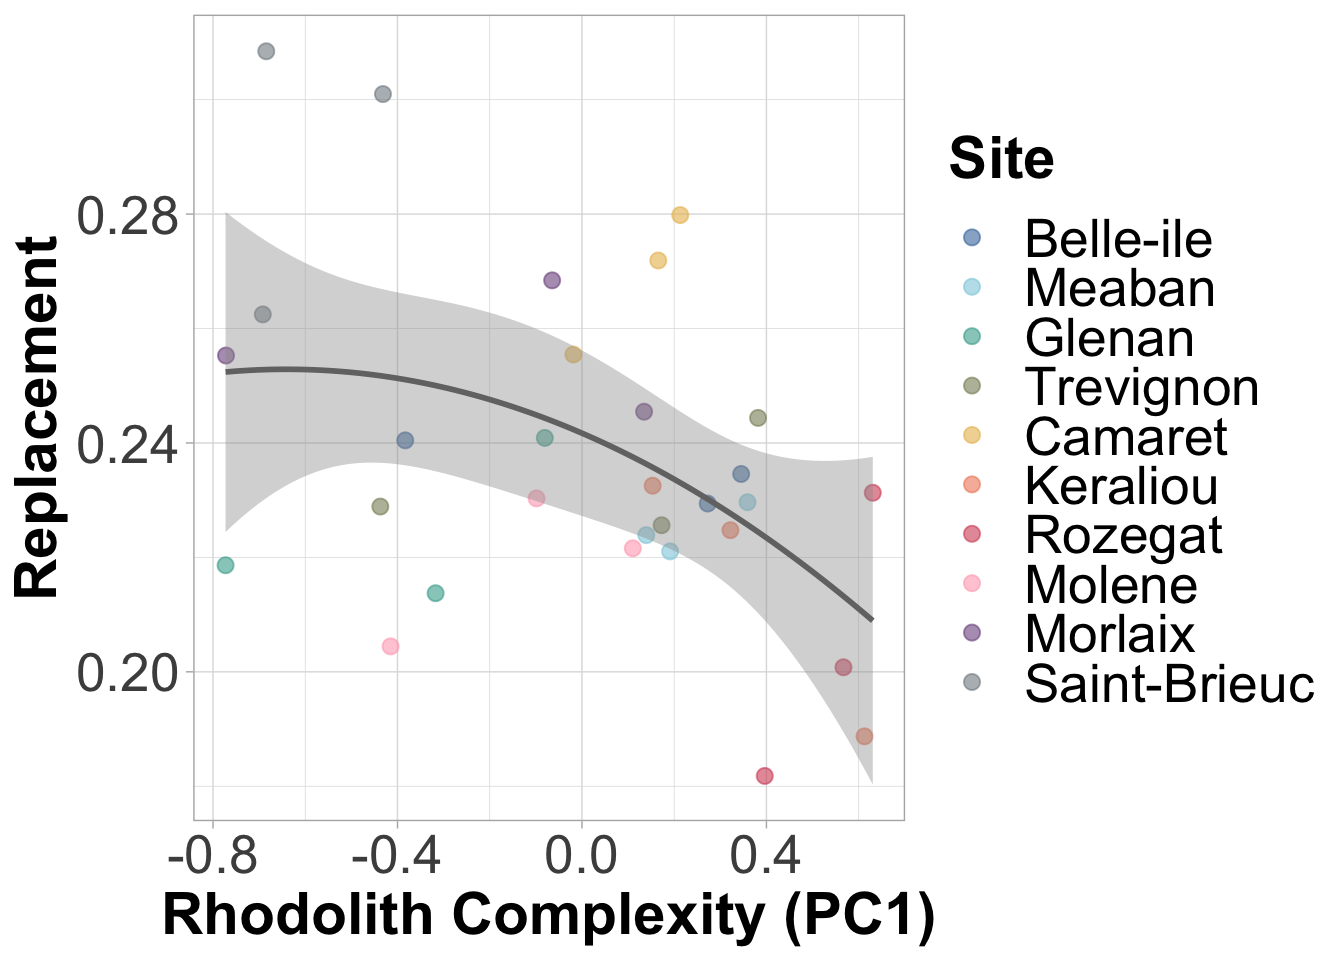 Replacement
0.28
0.24
0.20
-0.8 -0.4 0.0 0.4
Rhodolith Complexity (PC1)
Site
Belle-ile
Meaban
Glenan
Trevignon
Camaret
Keraliou
Rozegat
Molene
Morlaix
Saint-Brieuc